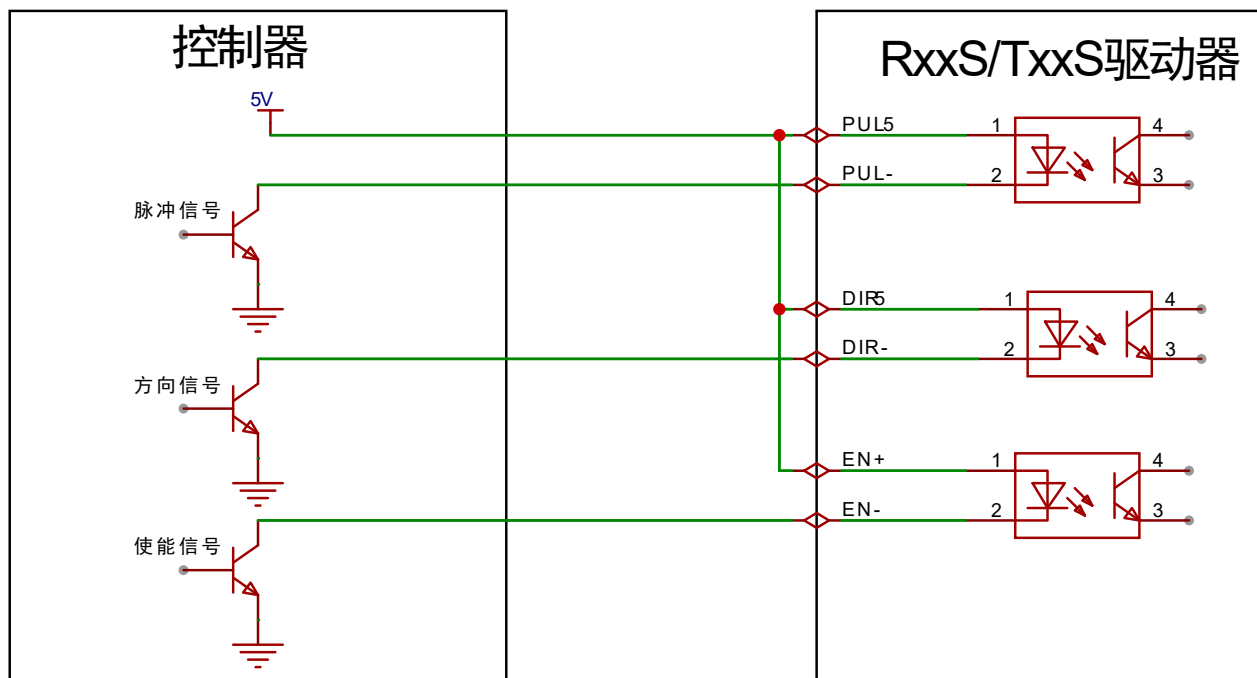 控制器
RxxS/TxxS驱动器
5V
PUL5
1
4
PUL-
2
3
脉冲信号
DIR5
1
4
DIR-
2
3
方向信号
EN+
1
4
EN-
2
3
使能信号